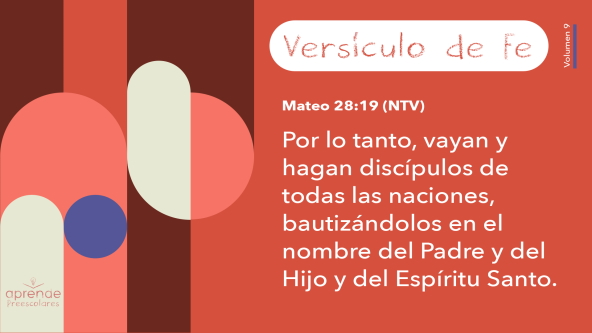 Versículo de Fe
Volumen 9
Mateo 28:19 (NTV)
Por lo tanto, vayan y
hagan discípulos de
todas las naciones,
bautizándolos en el
nombre del Padre y del
Hijo y del Espíritu Santo.
aprende
Preescolares